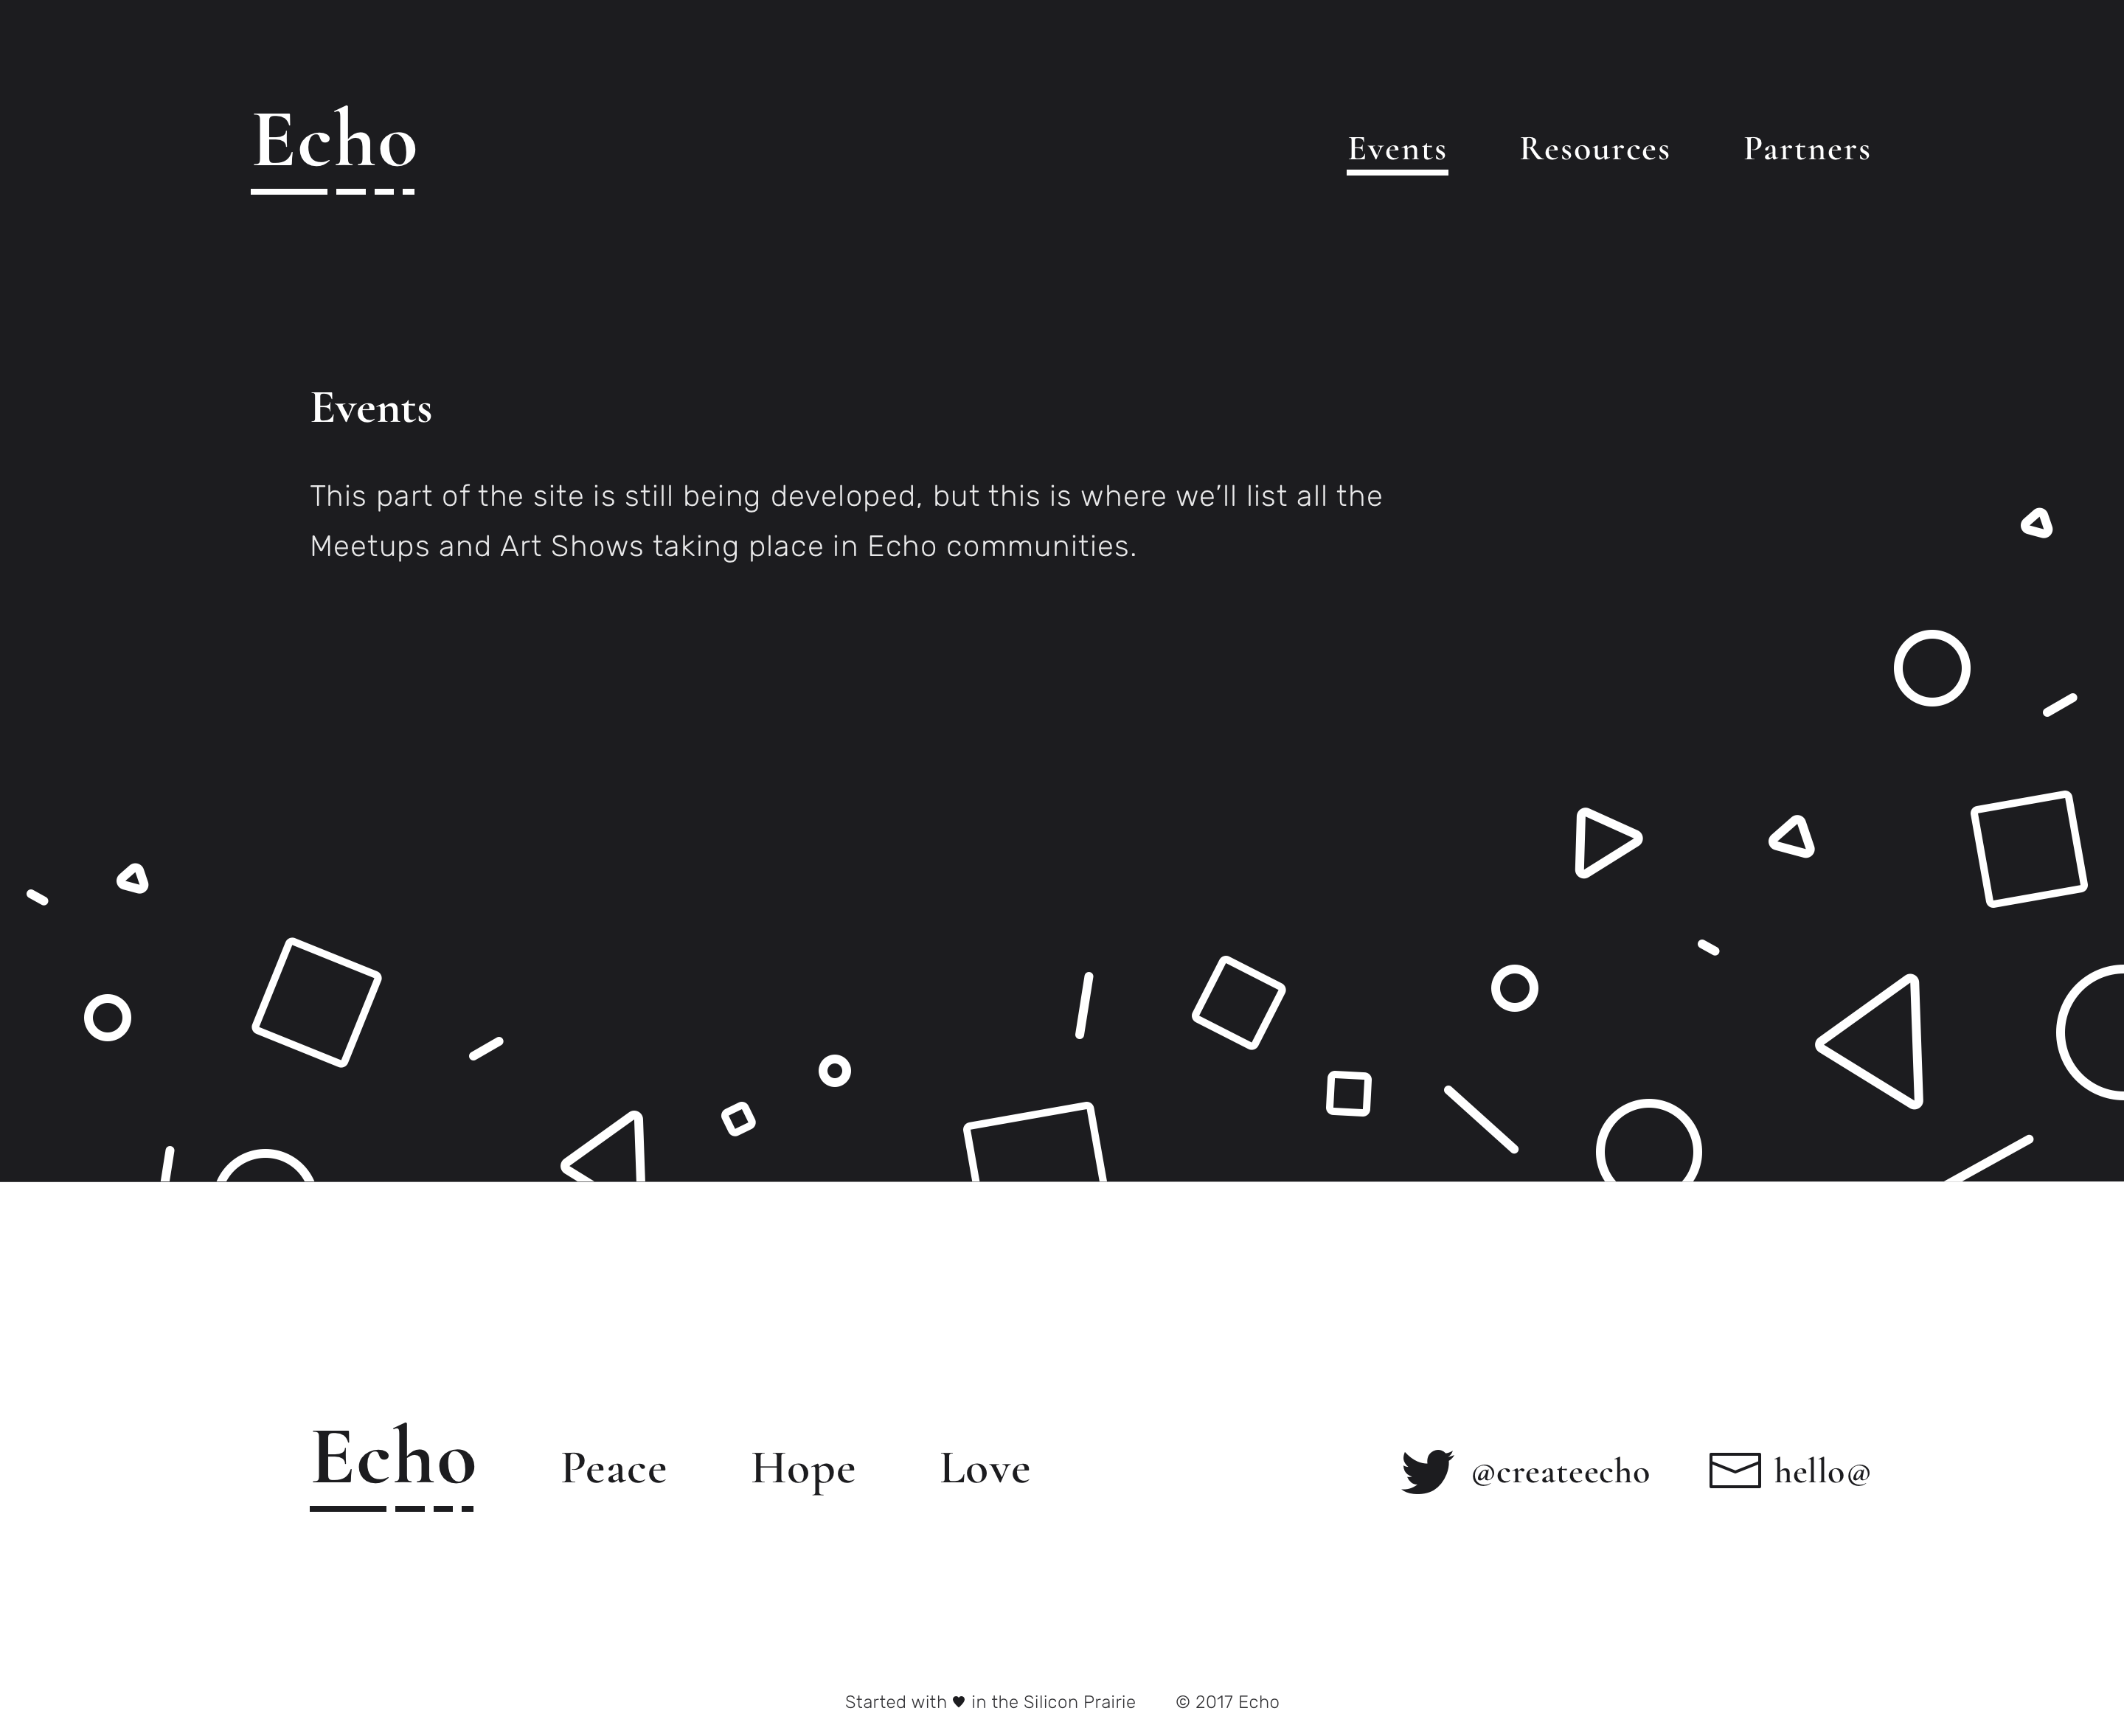 Echo
Events Resources Partners
Events
This part of the site is still being developed, but this is where we’ll list all the
Meetups and Art Shows taking place in Echo communities.
Echo Peace Hope Love @createecho hello@
Started with ♥ in the Silicon Prairie © 2017 Echo